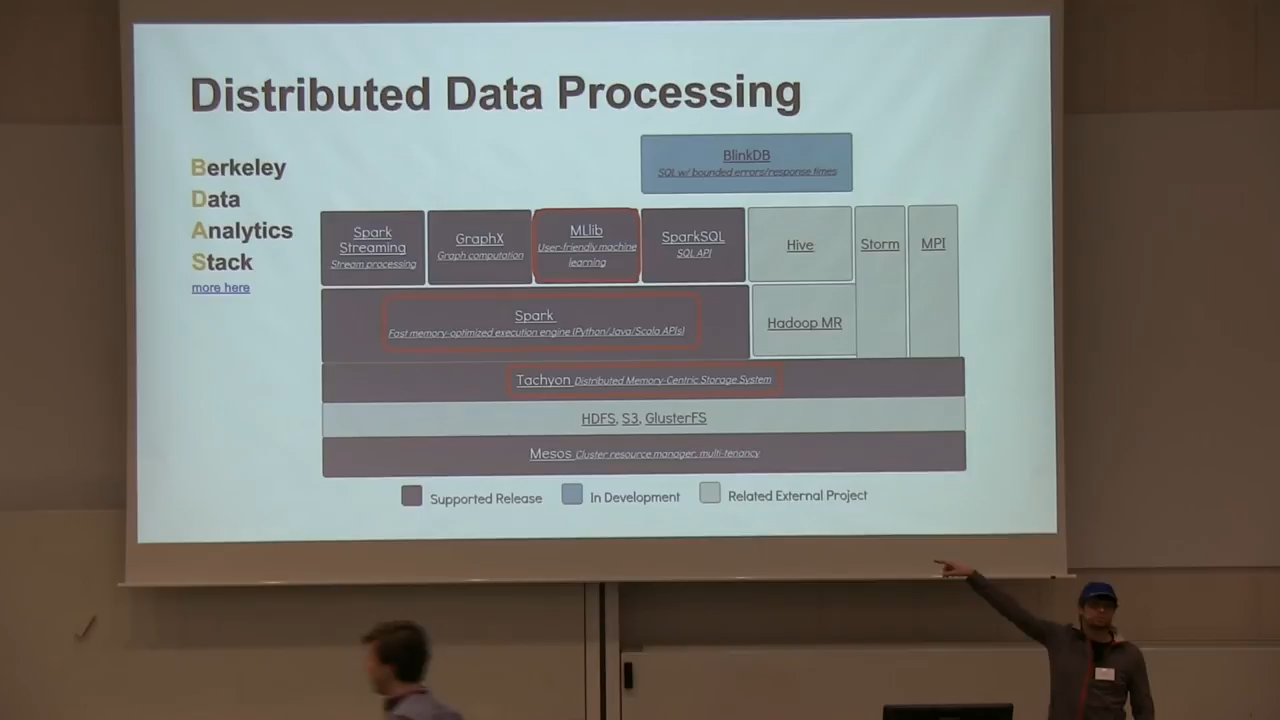 Distributed Data Processing
Berkeley
Data
Analytics
Stack
more here
BlinkDB
SQL w/ bounded errors/response times
Spark
Streaming
Stream processing
GraphX
Graph computation
MLlib
User-friendly machine
learning
SparkSQL
SQL API
Hive
Storm
MPI
Spark
Fast memory-optimized execution engine (Python/Java/Scala APIs)
Hadoop MR
Tachyon Distributed Memory-Centric Storage System
HDFS, S3, GlusterFS
Mesos Cluster resource manager, multi-tenancy
Supported Release
In Development
Related External Project